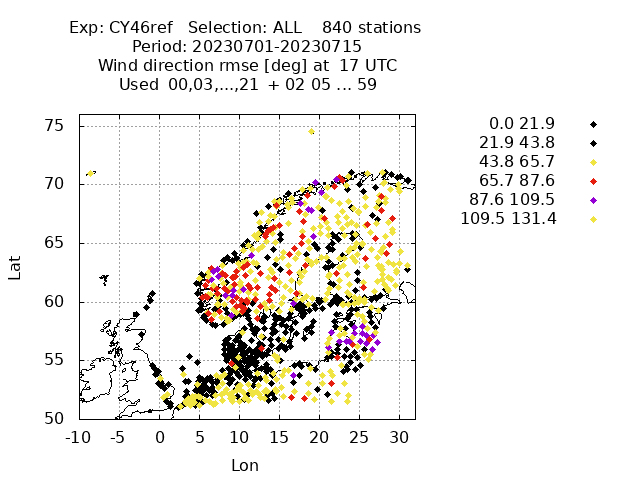 Exp: CY46ref   Selection: ALL    840 stations
Period: 20230701-20230715
Wind direction rmse [deg] at  17 UTC
Used  00,03,...,21  + 02 05 ... 59
0.0 21.9
21.9 43.8
43.8 65.7
65.7 87.6
87.6 109.5
109.5 131.4
75
70
65
60
55
50
Lat
-10 -5 0 5 10 15 20 25 30
Lon